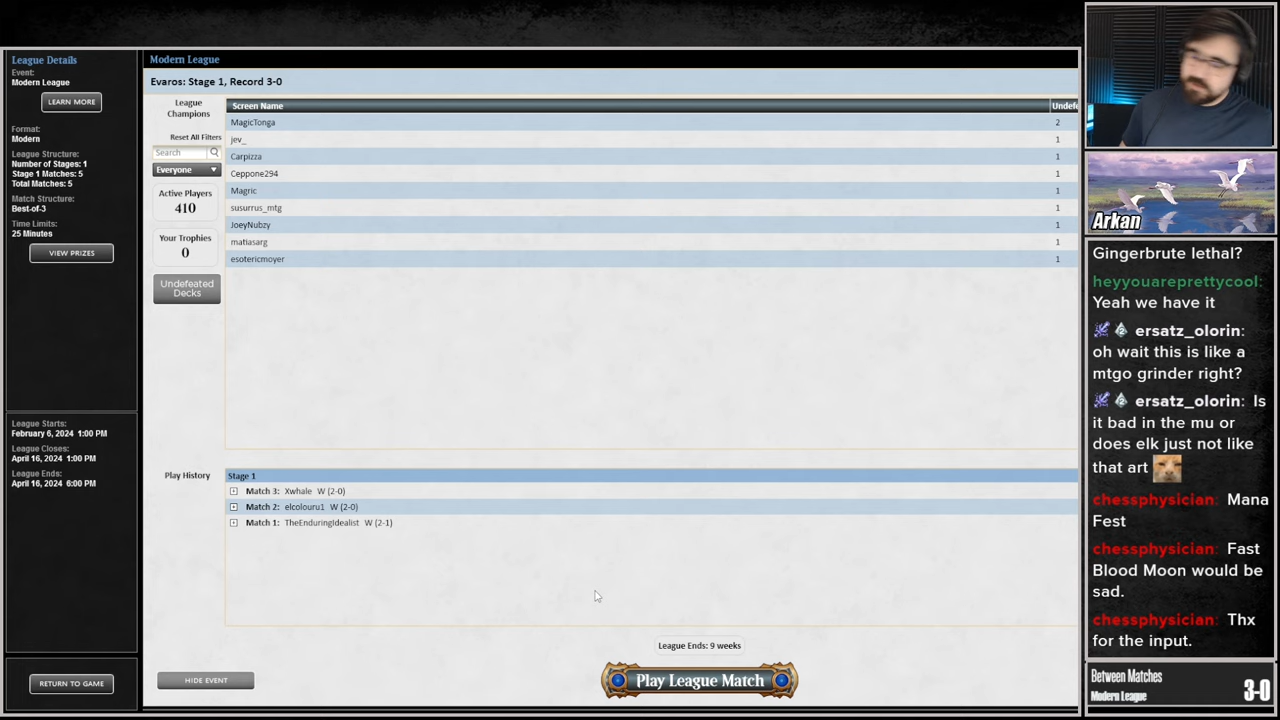 League Details
Event:
Modern League
LEARN MORE
Format:
Modern
League Structure:
Number of Stages: 1
Stage 1 Matches: 5
Total Matches: 5
Match Structure:
Best-of-3
Time Limits:
25 Minutes
VIEW PRIZES
League Starts:
February 6, 2024 1:00 PM
League Closes:
April 16, 2024 1:00 PM
League Ends:
April 16, 2024 6:00 PM
RETURN TO GAME
Modern League
Evaros: Stage 1, Record 3-0
League
Champions
Reset All Filters
Search
Everyone
Active Players
410
Your Trophies
0
Undefeated
Decks
Screen Name Undefe
MagicTonga 2
jev_ 1
Carpizza 1
Ceppone294 1
Magric 1
susurrus_mtg 1
JoeyNubzy 1
matiasarg 1
esotericmoyer 1
Play History
Stage 1
Match 3: Xwhale W (2-0)
Match 2: elcolouru1 W (2-0)
Match 1: TheEnduringIdealist W (2-1)
League Ends: 9 weeks
HIDE EVENT
Play League Match
Arkan
Gingerbrute lethal?
heyyouareprettycool:
Yeah we have it
ersatz_olorin:
oh wait this is like a
mtgo grinder right?
ersatz_olorin: Is
it bad in the mu or
does elk just not like
that art
chessphysician: Mana
Fest
chessphysician: Fast
Blood Moon would be
sad.
chessphysician: Thx
for the input.
Between Matches
Modern League
3-0